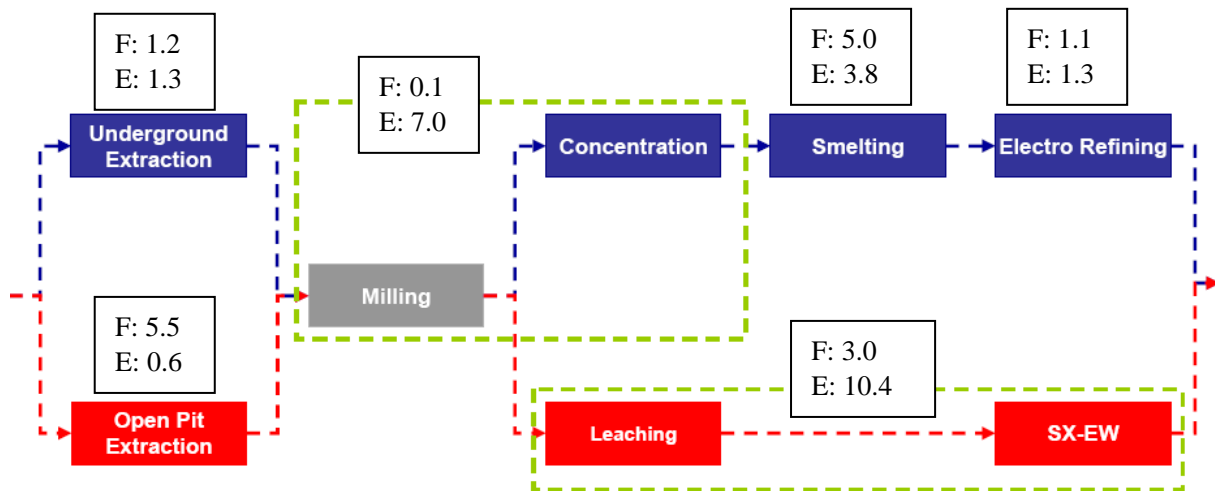 F: 1.2
E: 1.3
F: 0.1
E: 7.0
F: 5.0
E: 3.8
F: 1.1
E: 1.3
Underground
Extraction
Concentration
Smelting
Electro Refining
Milling
F: 5.5
E: 0.6
F: 3.0
E: 10.4
Open Pit
Extraction
Leaching
SX-EW